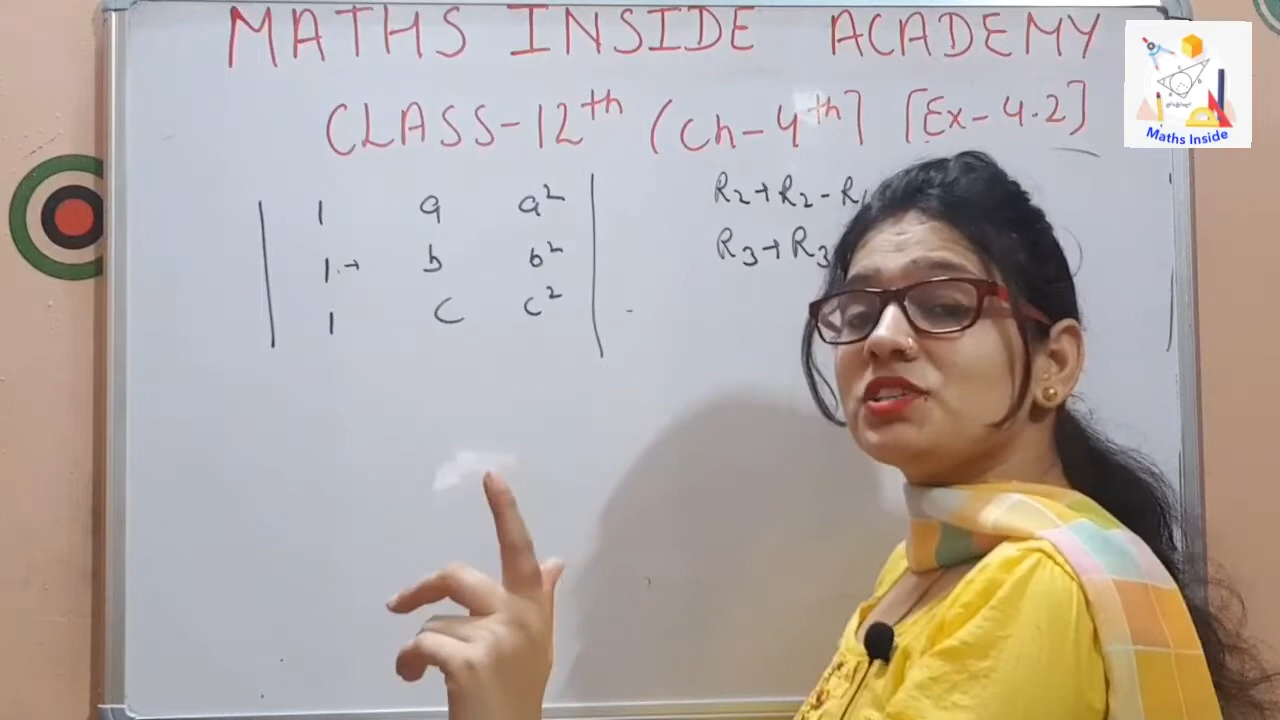 MATHS INSIDE ACADEMY
CLASS-12th (Ch-4th] [Ex-4.2]
Maths Inside
1 a a² R2→R2-R1
1 → b b² R3→R3
1 c c²